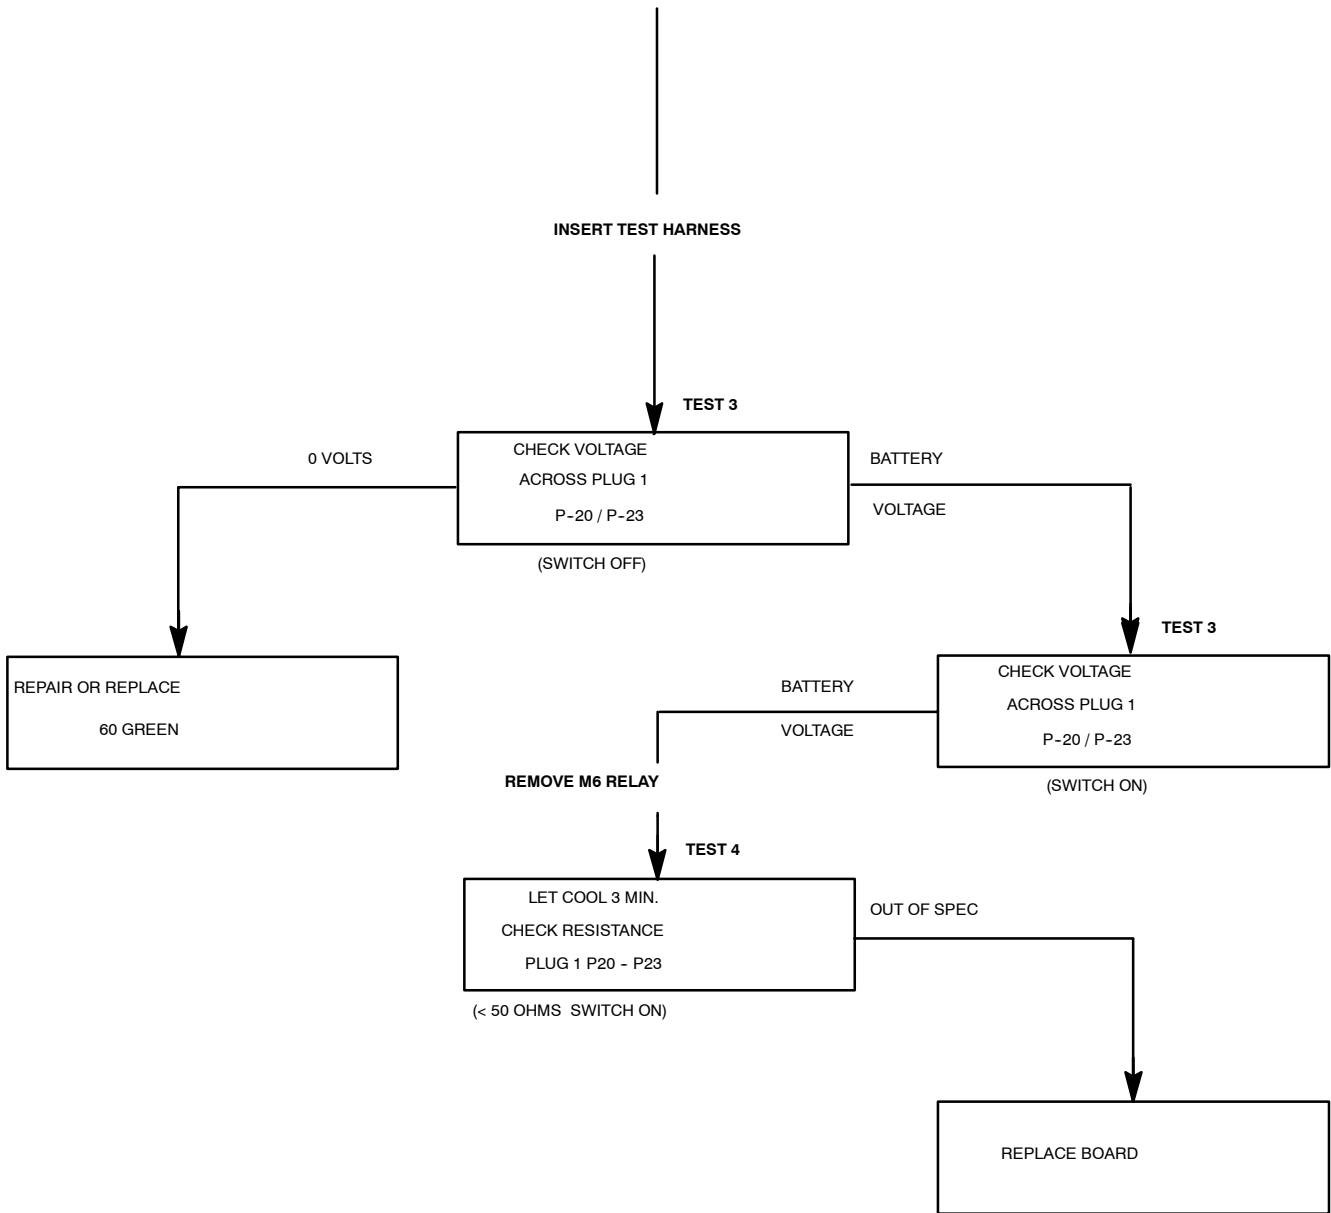 INSERT TEST HARNESS
TEST 3
CHECK VOLTAGE
ACROSS PLUG 1
P-20 / P-23
(SWITCH OFF)
0 VOLTS
BATTERY
VOLTAGE
REPAIR OR REPLACE
60 GREEN
TEST 3
CHECK VOLTAGE
ACROSS PLUG 1
P-20 / P-23
(SWITCH ON)
BATTERY
VOLTAGE
REMOVE M6 RELAY
TEST 4
LET COOL 3 MIN.
CHECK RESISTANCE
PLUG 1 P20 - P23
(< 50 OHMS  SWITCH ON)
OUT OF SPEC
REPLACE BOARD